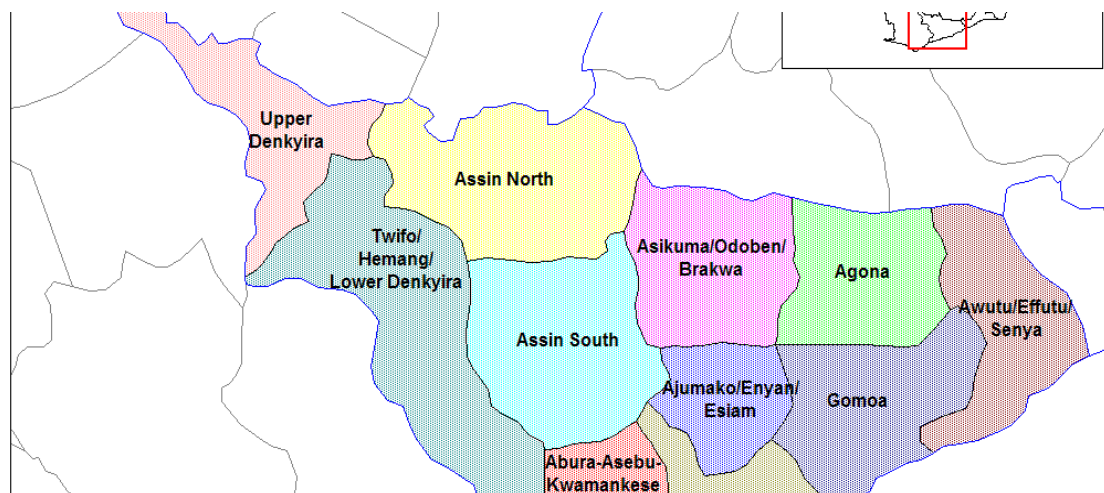 Upper
Denkyira
Assin North
Twifo/
Hemang/
Lower Denkyira
Asikuma/Odoben/
Brakwa
Agona
Awutu/Effutu/
Senya
Assin South
Ajumako/Enyan/
Esiam
Gomoa
Abura-Asebu-
Kwamankese